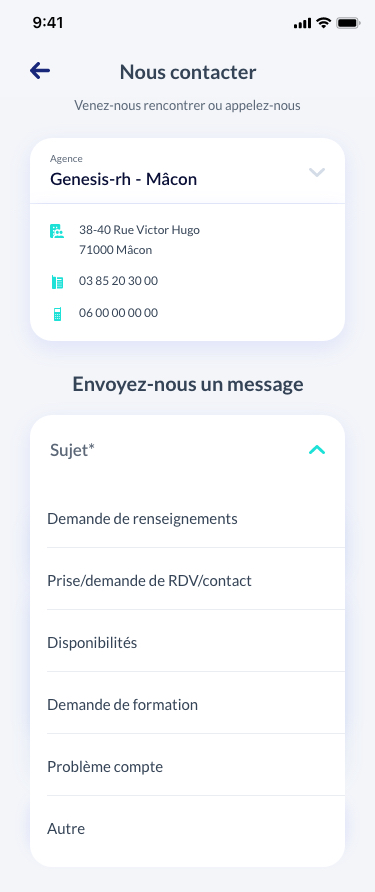 9:41
Nous contacter
Venez-nous rencontrer ou appelez-nous
Agence
Genesis-rh - Mâcon
38-40 Rue Victor Hugo
71000 Mâcon
03 85 20 30 00
06 00 00 00 00
Envoyez-nous un message
Sujet*
Demande de renseignements
Prise/demande de RDV/contact
Disponibilités
Demande de formation
Problème compte
Autre